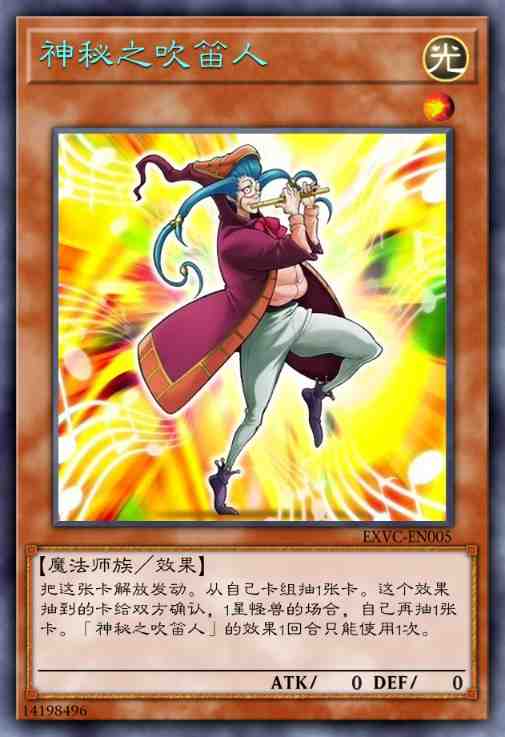 神秘之吹笛人
光
EXVC-EN005
【魔法师族／效果】
把这张卡解放发动。从自己卡组抽1张卡。这个效果
抽到的卡给双方确认，1星怪兽的场合，自己再抽1张
卡。「神秘之吹笛人」的效果1回合只能使用1次。
ATK/ 0 DEF/ 0
14198496